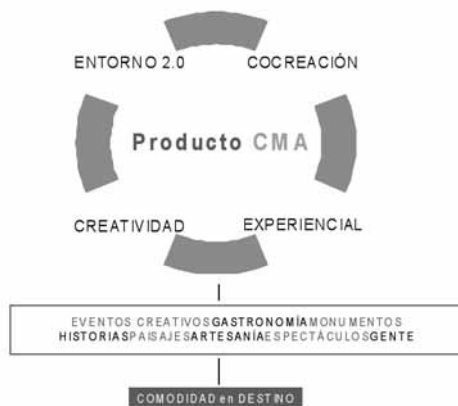 ENTORNO 2.0 COCREACIÓN
Producto CMA
CREATIVIDAD EXPERIENCIAL
EVENTOS CREATIVOSGASTRONOMÍAMONUMENTOS
HISTORIASPAISAJESARTESANÍAESPECTÁCULOSGENTE
COMODIDAD en DESTINO